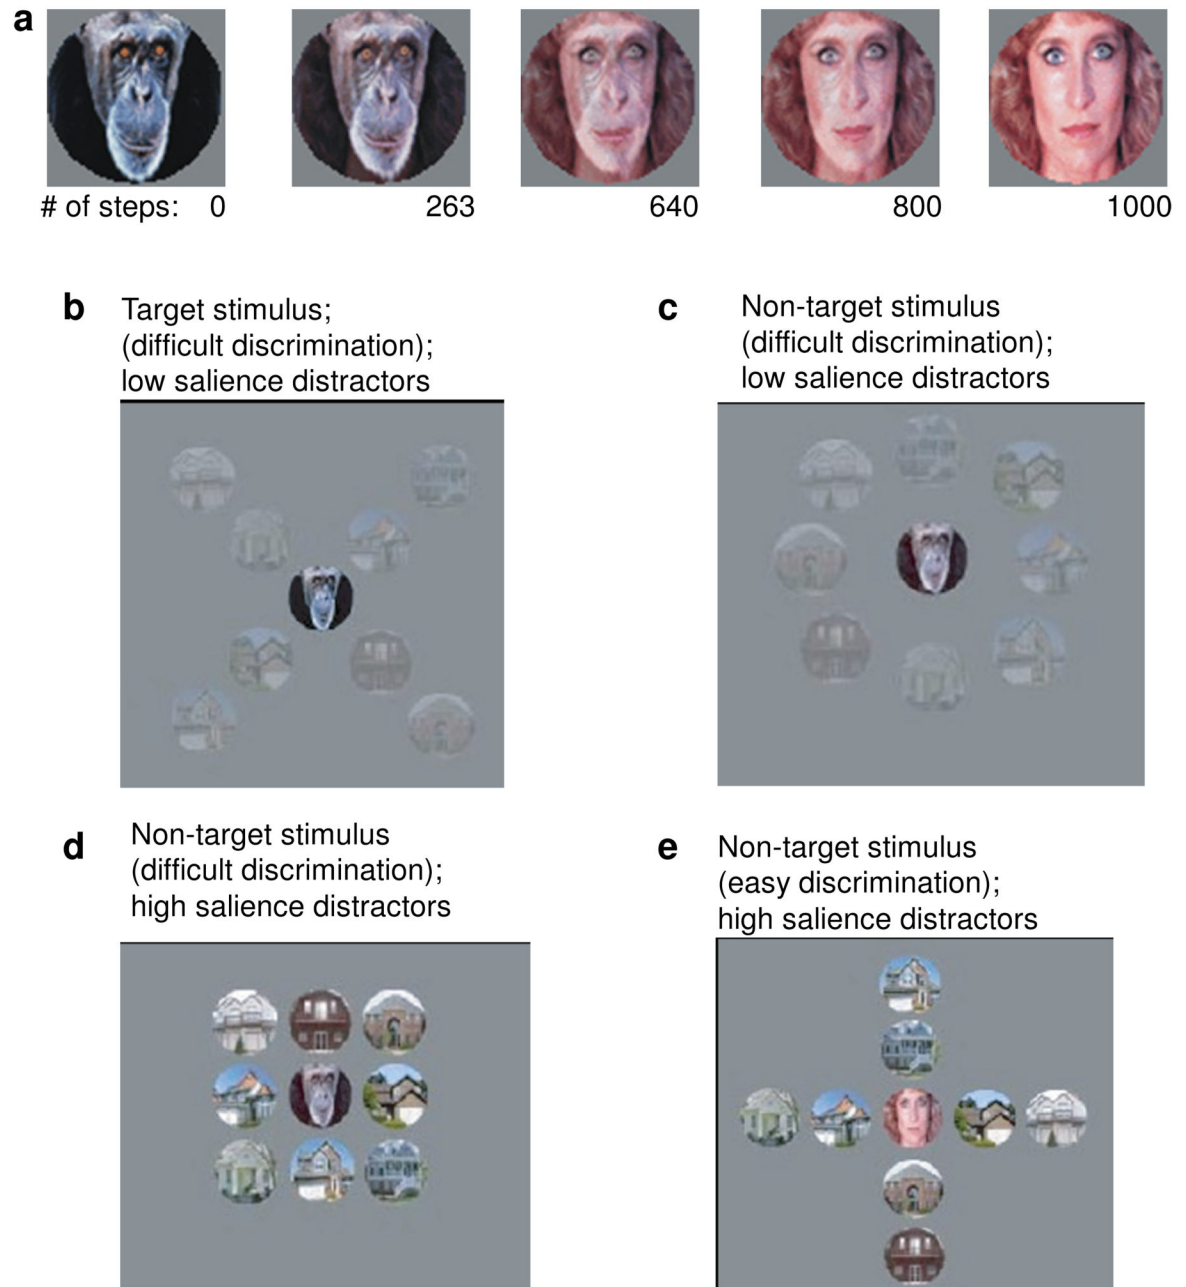 a
# of steps: 0 263 640 800 1000
b Target stimulus;
(difficult discrimination);
low salience distractors
c Non-target stimulus
(difficult discrimination);
low salience distractors
d Non-target stimulus
(difficult discrimination);
high salience distractors
e Non-target stimulus
(easy discrimination);
high salience distractors